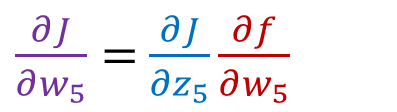 ∂J/∂w₅ = ∂J/∂z₅ ∂f/∂w₅